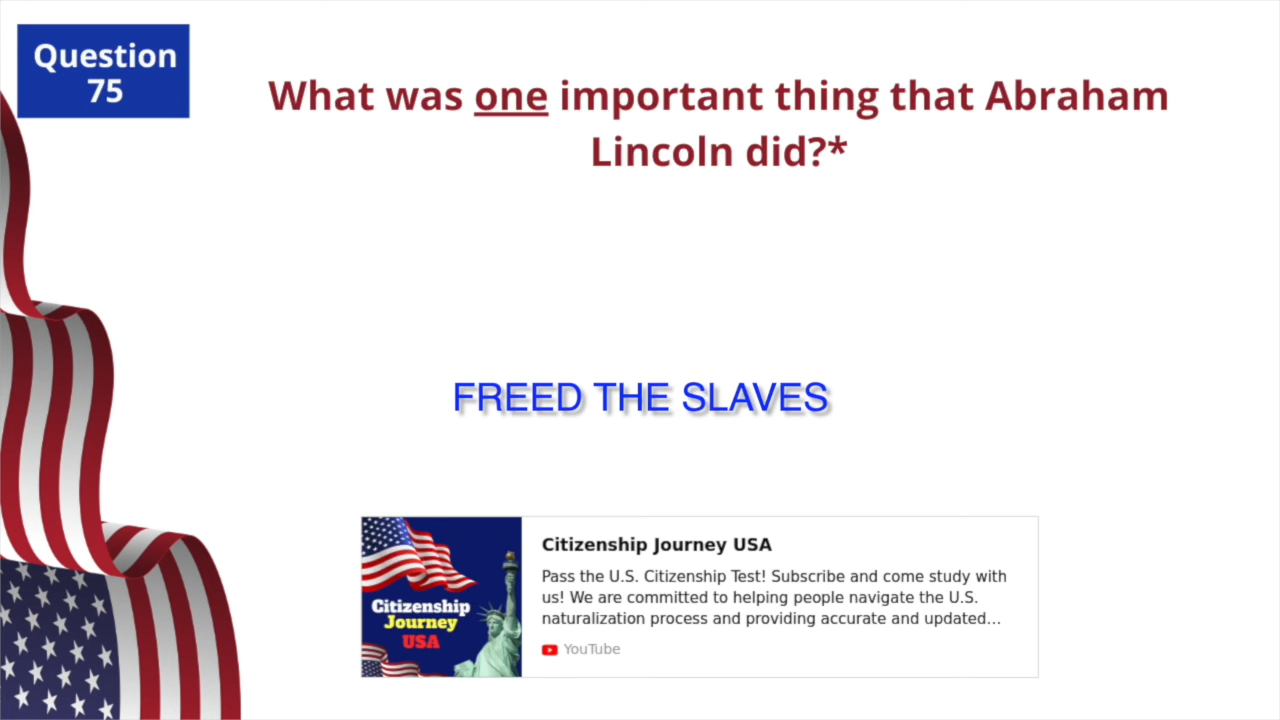 Question
75
What was one important thing that Abraham
Lincoln did?*
FREED THE SLAVES
Citizenship Journey USA
Pass the U.S. Citizenship Test! Subscribe and come study with
us! We are committed to helping people navigate the U.S.
naturalization process and providing accurate and updated...
YouTube
Citizenship
Journey
USA